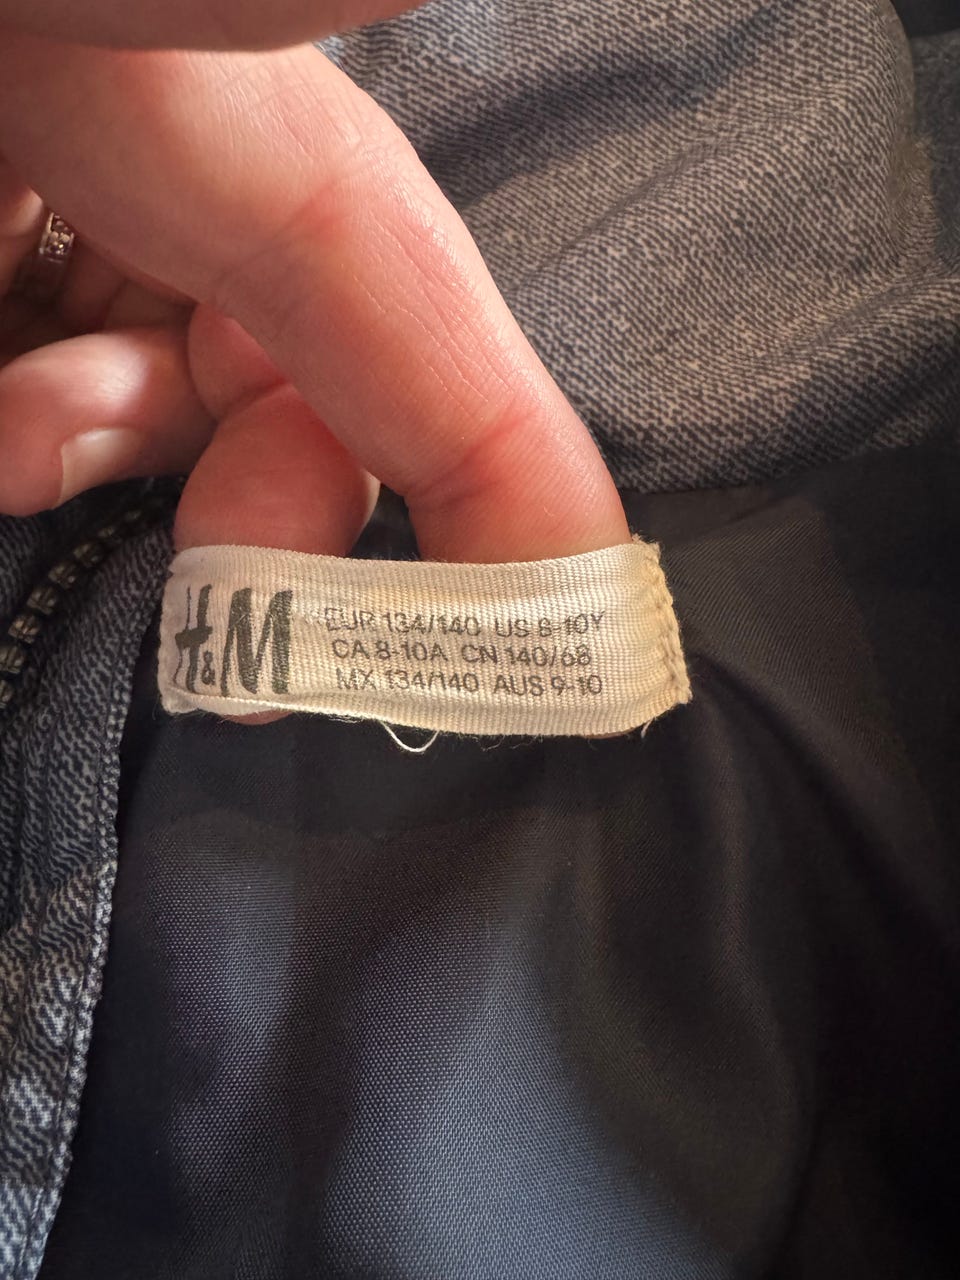 H&M
EUR 134/140 US 8-10Y
CA 8-10A CN 140/68
MX 134/140 AUS 9-10